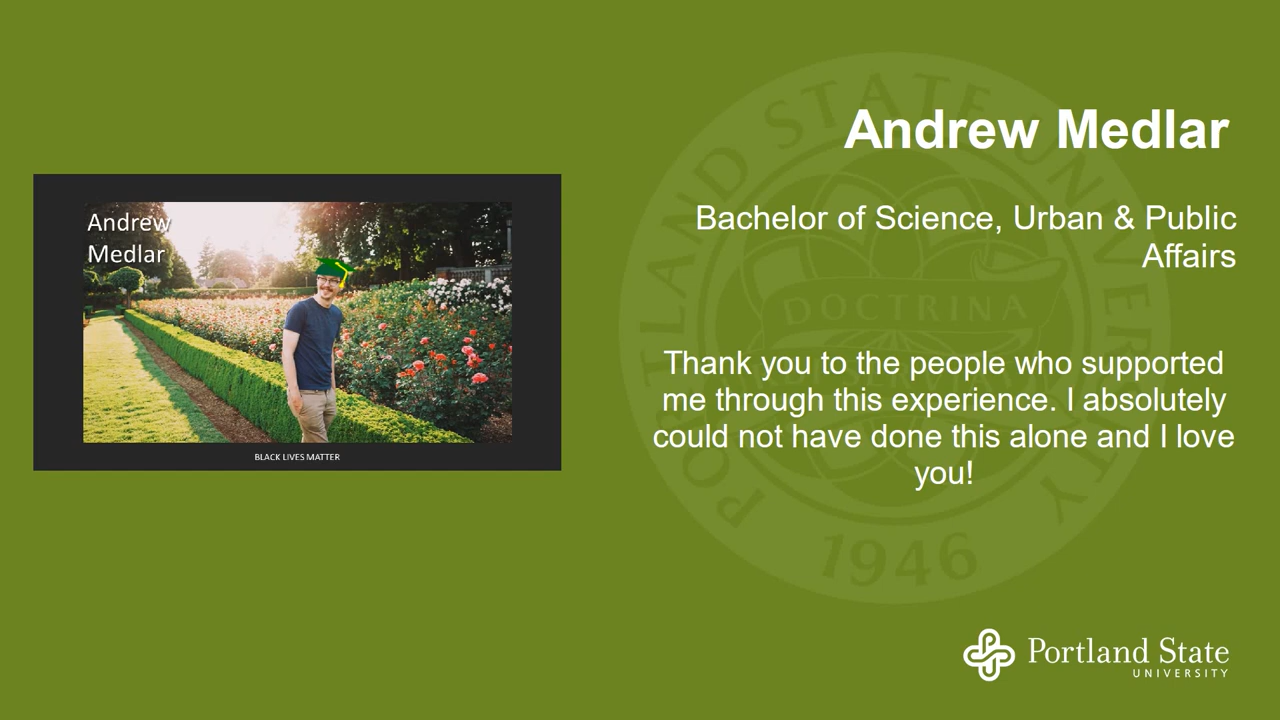 Andrew
Medlar
BLACK LIVES MATTER
Andrew Medlar
Bachelor of Science, Urban & Public
Affairs
Thank you to the people who supported
me through this experience. I absolutely
could not have done this alone and I love
you!
PORTLAND STATE UNIVERSITY
DOCTRINA
1946
Portland State
UNIVERSITY